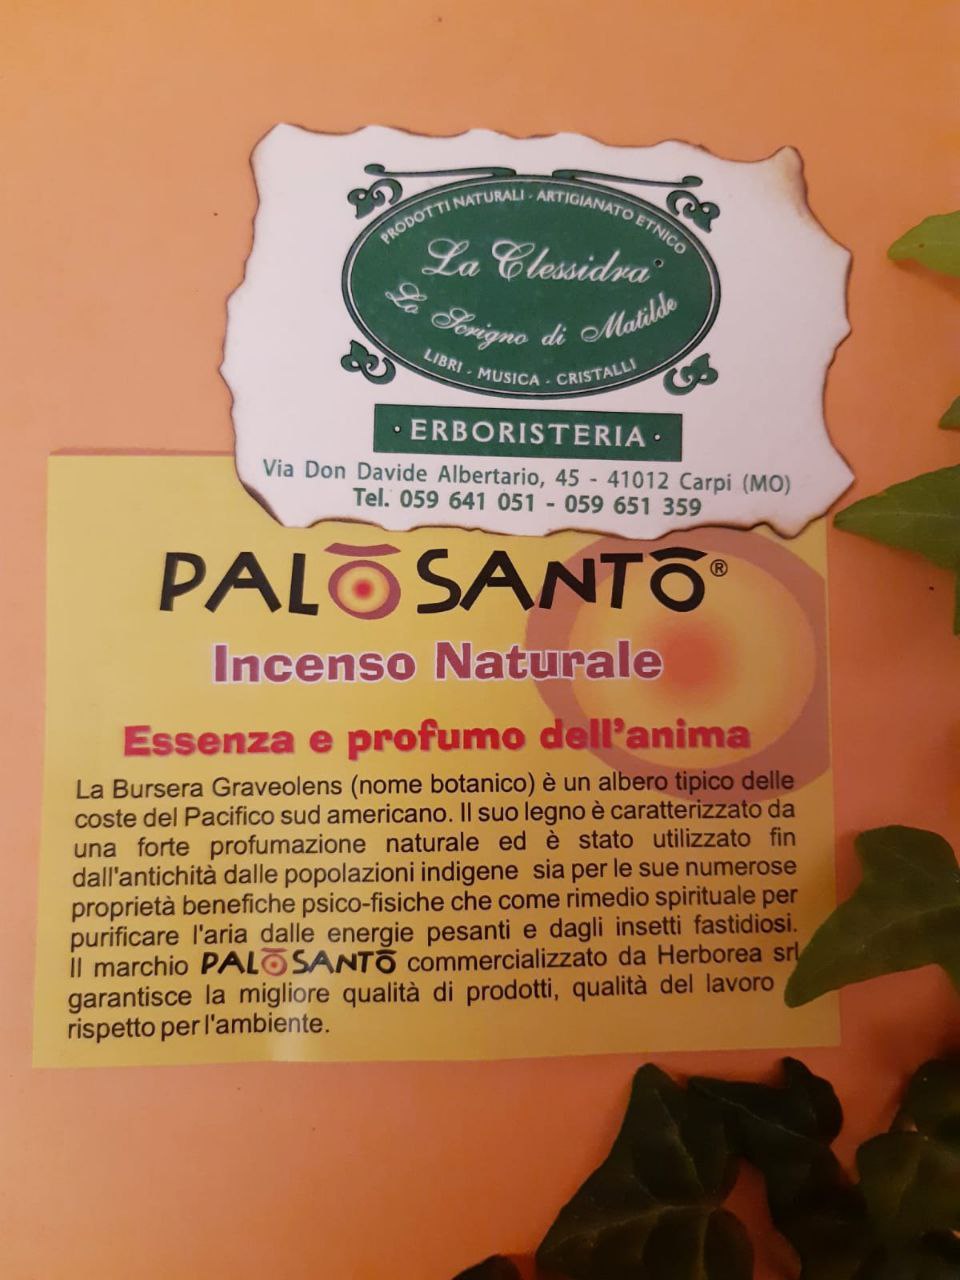 PRODOTTI NATURALI - ARTIGIANATO ETNICO
La Clessidra
Lo Scrigno di Matilde
LIBRI - MUSICA - CRISTALLI
· ERBORISTERIA ·
Via Don Davide Albertario, 45 - 41012 Carpi (MO)
Tel. 059 641 051 - 059 651 359
PALŌ SANTŌ®
Incenso Naturale
Essenza e profumo dell'anima
La Bursera Graveolens (nome botanico) è un albero tipico delle
coste del Pacifico sud americano. Il suo legno è caratterizzato da
una forte profumazione naturale ed è stato utilizzato fin
dall'antichità dalle popolazioni indigene sia per le sue numerose
proprietà benefiche psico-fisiche che come rimedio spirituale per
purificare l'aria dalle energie pesanti e dagli insetti fastidiosi.
Il marchio PALŌ SANTŌ commercializzato da Herborea srl
garantisce la migliore qualità di prodotti, qualità del lavoro
rispetto per l'ambiente.